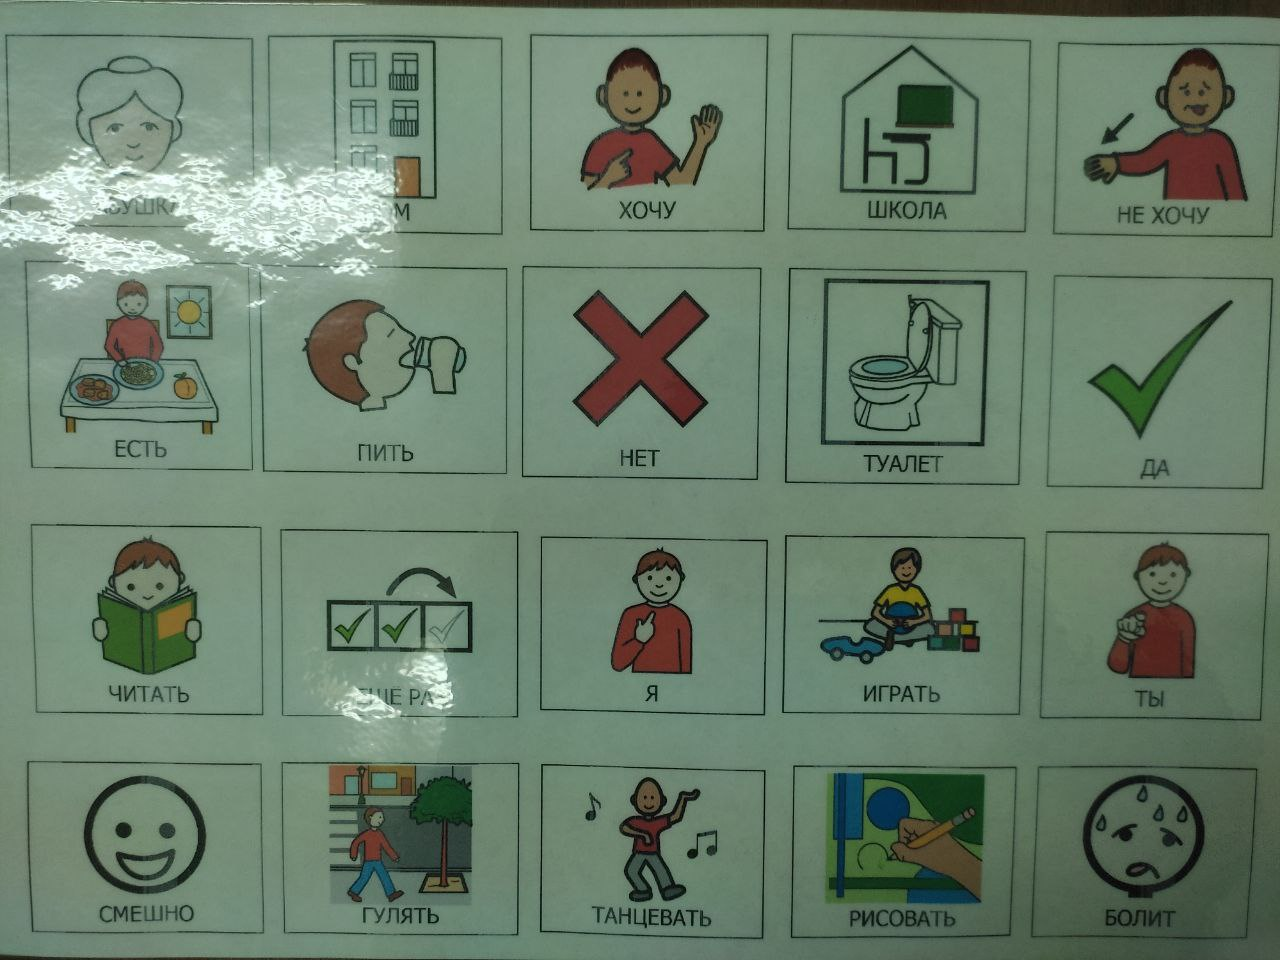 ХОЧУ
ШКОЛА
НЕ ХОЧУ
ЕСТЬ
ПИТЬ
НЕТ
ТУАЛЕТ
ДА
ЧИТАТЬ
Я
ИГРАТЬ
ТЫ
СМЕШНО
ГУЛЯТЬ
ТАНЦЕВАТЬ
РИСОВАТЬ
БОЛИТ